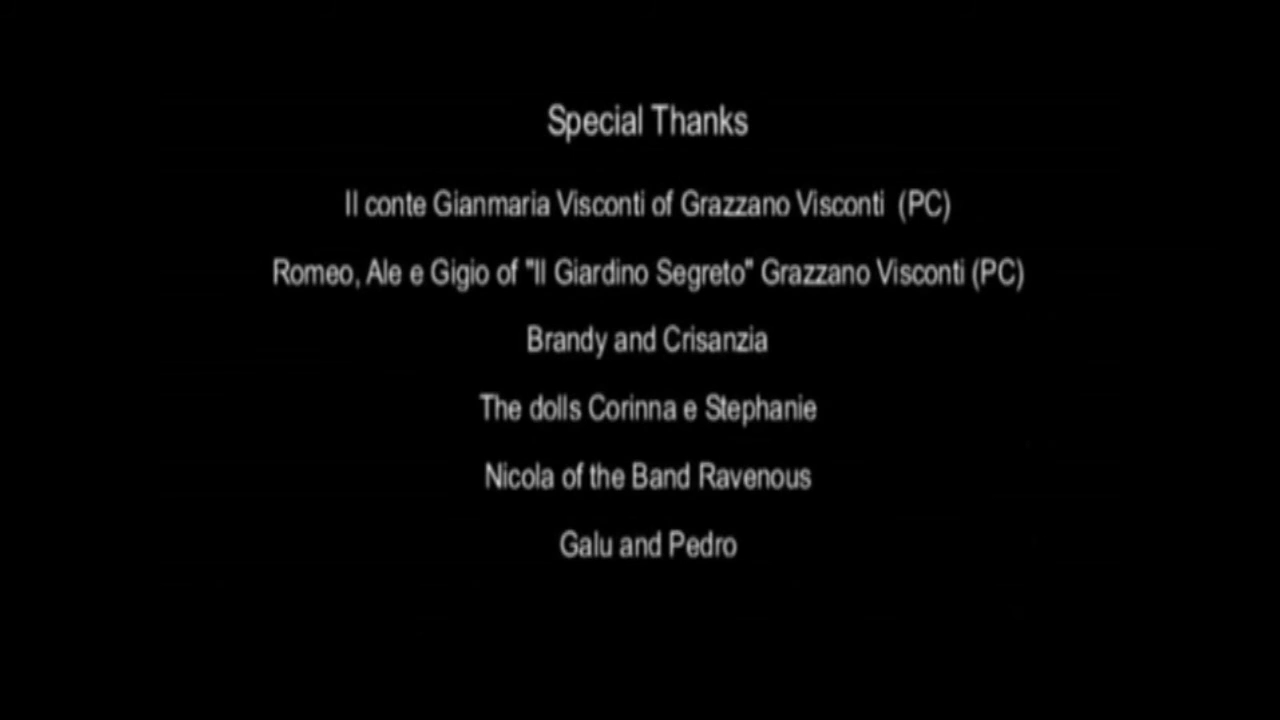 Special Thanks
Il conte Gianmaria Visconti of Grazzano Visconti (PC)
Romeo, Ale e Gigio of "Il Giardino Segreto" Grazzano Visconti (PC)
Brandy and Crisanzia
The dolls Corinna e Stephanie
Nicola of the Band Ravenous
Galu and Pedro